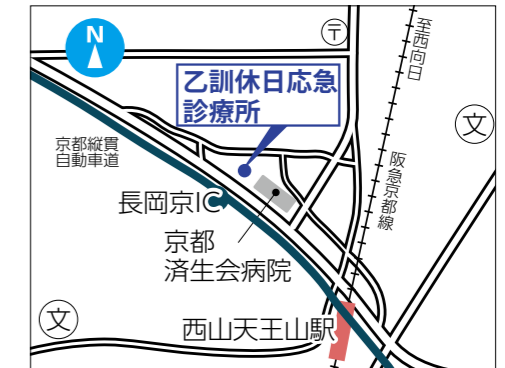 N
〒
至西向日
乙訓休日応急
診療所
文
京都縦貫
自動車道
阪急京都線
長岡京IC
京都
済生会病院
文
西山天王山駅